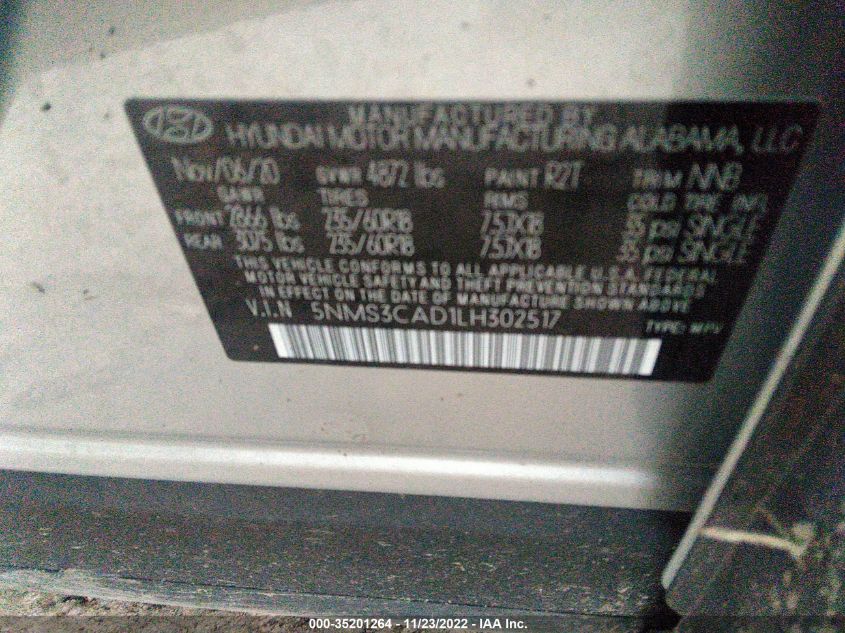 MANUFACTURED BY
HYUNDAI MOTOR MANUFACTURING ALABAMA, LLC
Nov/06/20 GVWR 4872 lbs PAINT R2T TRIM NNB
GAWR TIRES RIMS COLD TIRE INFL
FRONT 2866 lbs 235/60R18 7.5JX18 35 psi SINGLE
REAR 3075 lbs 235/60R18 7.5JX18 35 psi SINGLE
THIS VEHICLE CONFORMS TO ALL APPLICABLE U.S.A. FEDERAL
MOTOR VEHICLE SAFETY AND THEFT PREVENTION STANDARDS
IN EFFECT ON THE DATE OF MANUFACTURE SHOWN ABOVE.
V.I.N 5NMS3CAD1LH302517 TYPE: MPV
000-35201264 - 11/23/2022 - IAA Inc.